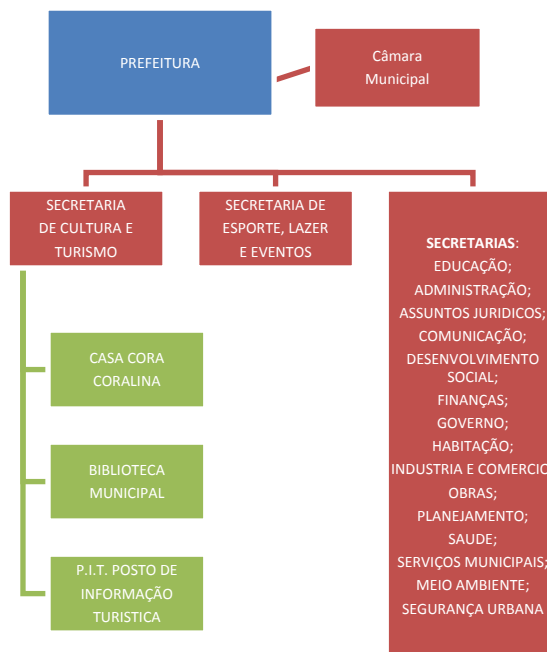 PREFEITURA
Câmara
Municipal
SECRETARIA
DE CULTURA E
TURISMO
SECRETARIA DE
ESPORTE, LAZER
E EVENTOS
SECRETARIAS:
EDUCAÇÃO;
ADMINISTRAÇÃO;
ASSUNTOS JURIDICOS;
COMUNICAÇÃO;
DESENVOLVIMENTO
SOCIAL;
FINANÇAS;
GOVERNO;
HABITAÇÃO;
INDUSTRIA E COMERCIO
OBRAS;
PLANEJAMENTO;
SAUDE;
SERVIÇOS MUNICIPAIS;
MEIO AMBIENTE;
SEGURANÇA URBANA
CASA CORA
CORALINA
BIBLIOTECA
MUNICIPAL
P.I.T. POSTO DE
INFORMAÇÃO
TURISTICA